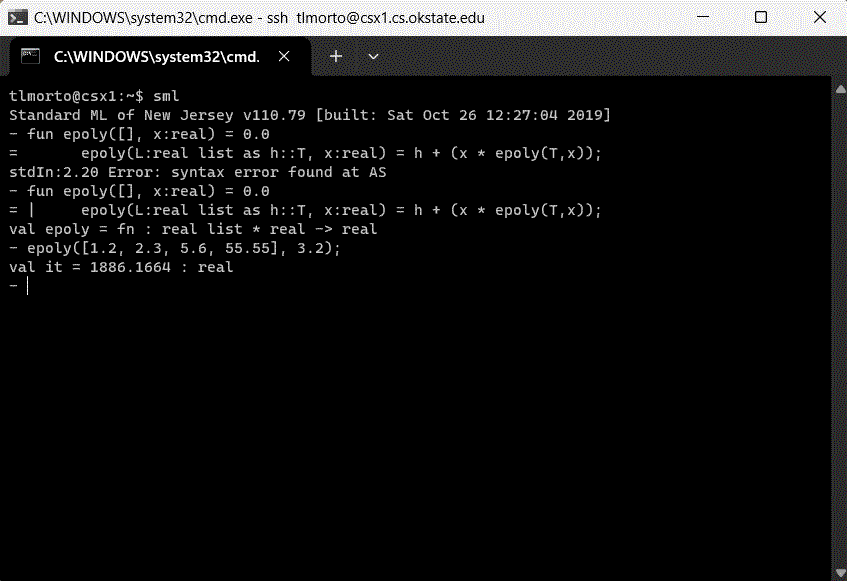 C:\WINDOWS\system32\cmd.exe - ssh  tlmorto@csx1.cs.okstate.edu
C:\WINDOWS\system32\cmd.
tlmorto@csx1:~$ sml
Standard ML of New Jersey v110.79 [built: Sat Oct 26 12:27:04 2019]
- fun epoly([], x:real) = 0.0
=       epoly(L:real list as h::T, x:real) = h + (x * epoly(T,x));
stdIn:2.20 Error: syntax error found at AS
- fun epoly([], x:real) = 0.0
= |     epoly(L:real list as h::T, x:real) = h + (x * epoly(T,x));
val epoly = fn : real list * real -> real
- epoly([1.2, 2.3, 5.6, 55.55], 3.2);
val it = 1886.1664 : real
-